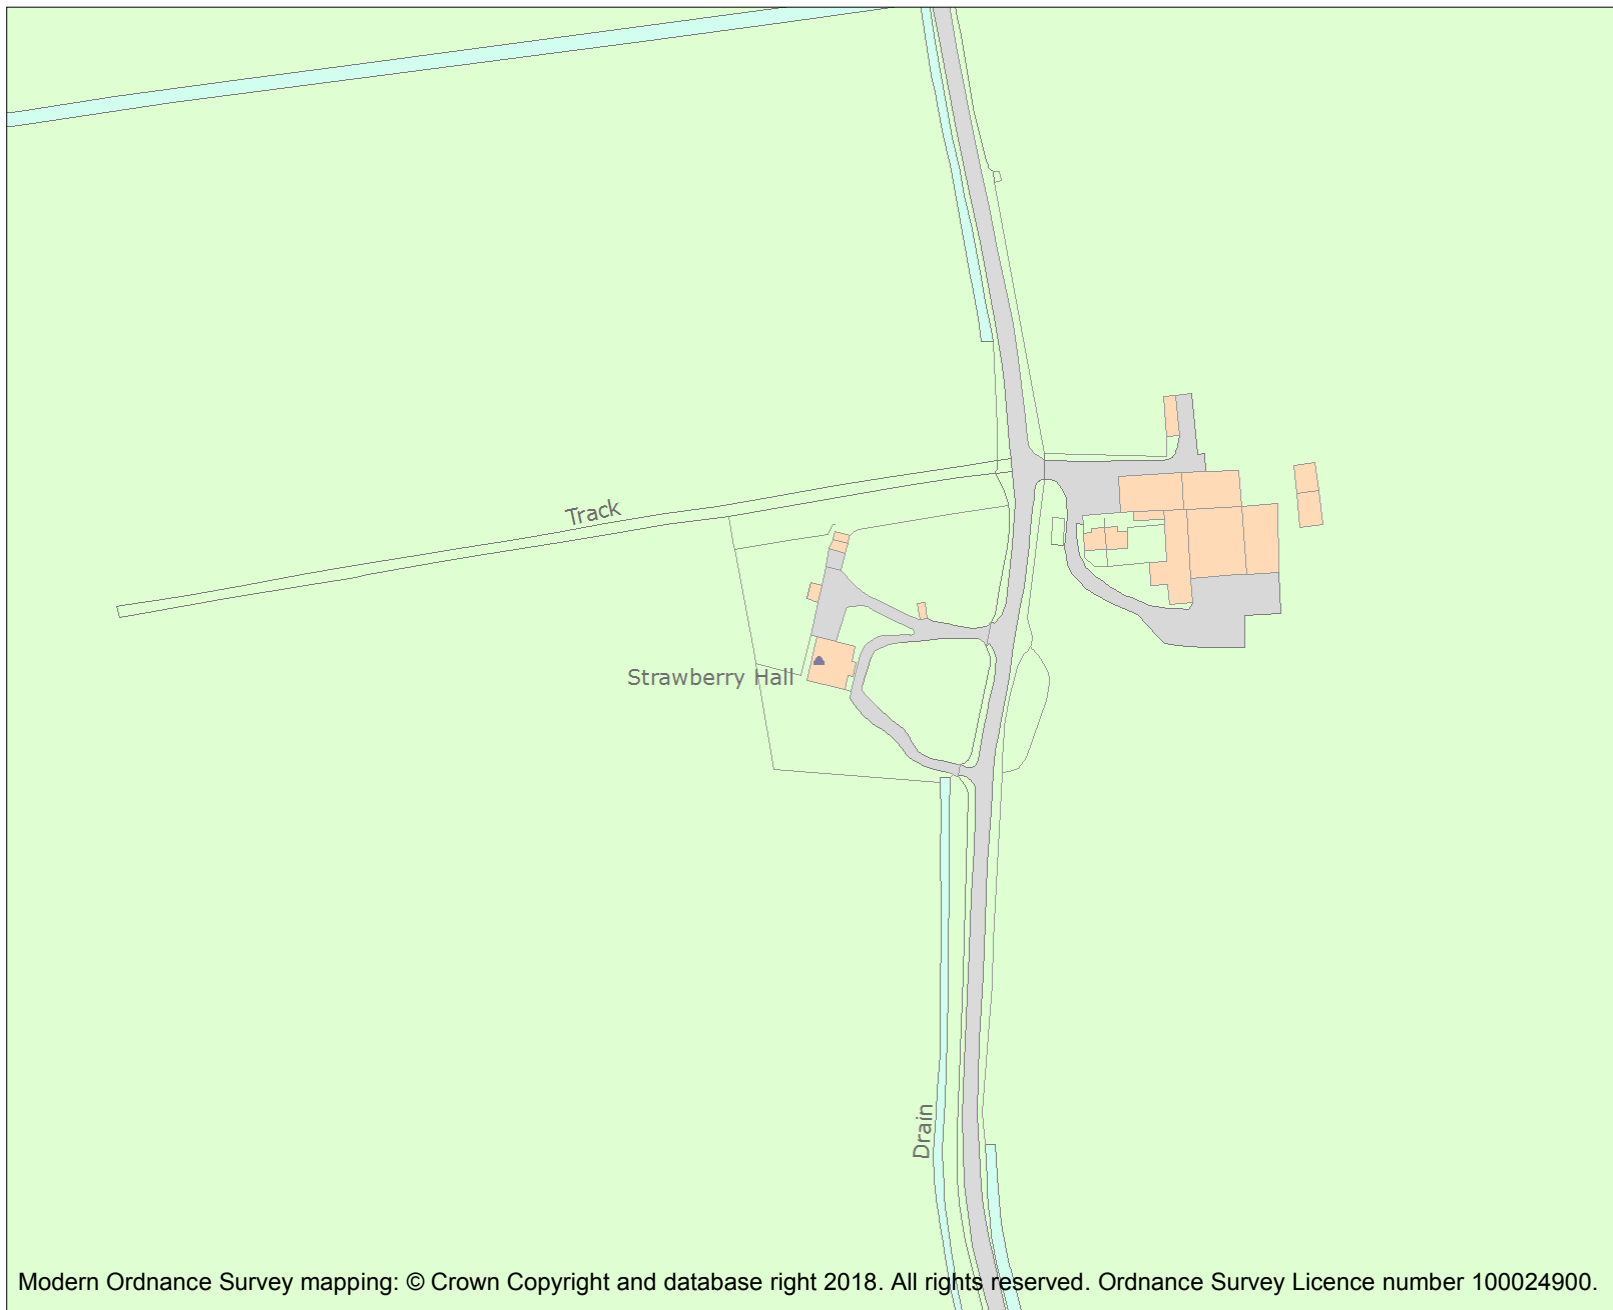 Track
Strawberry Hall
Drain
Modern Ordnance Survey mapping: © Crown Copyright and database right 2018. All rights reserved. Ordnance Survey Licence number 100024900.